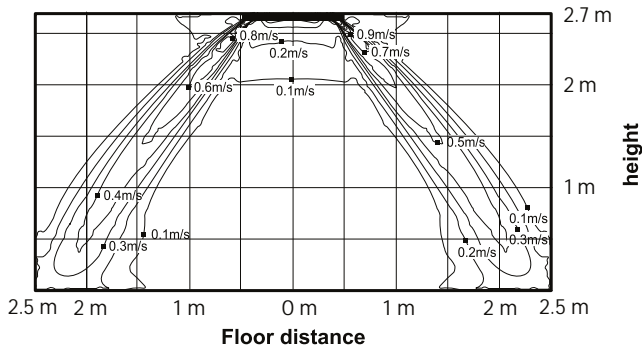 2.7 m
0.8m/s
0.9m/s
0.2m/s
0.7m/s
2 m
0.6m/s
0.1m/s
height
0.5m/s
1 m
0.4m/s
0.1m/s
0.1m/s
0.3m/s
0.3m/s
0.2m/s
2.5 m 2 m 1 m 0 m 1 m 2 m 2.5 m
Floor distance